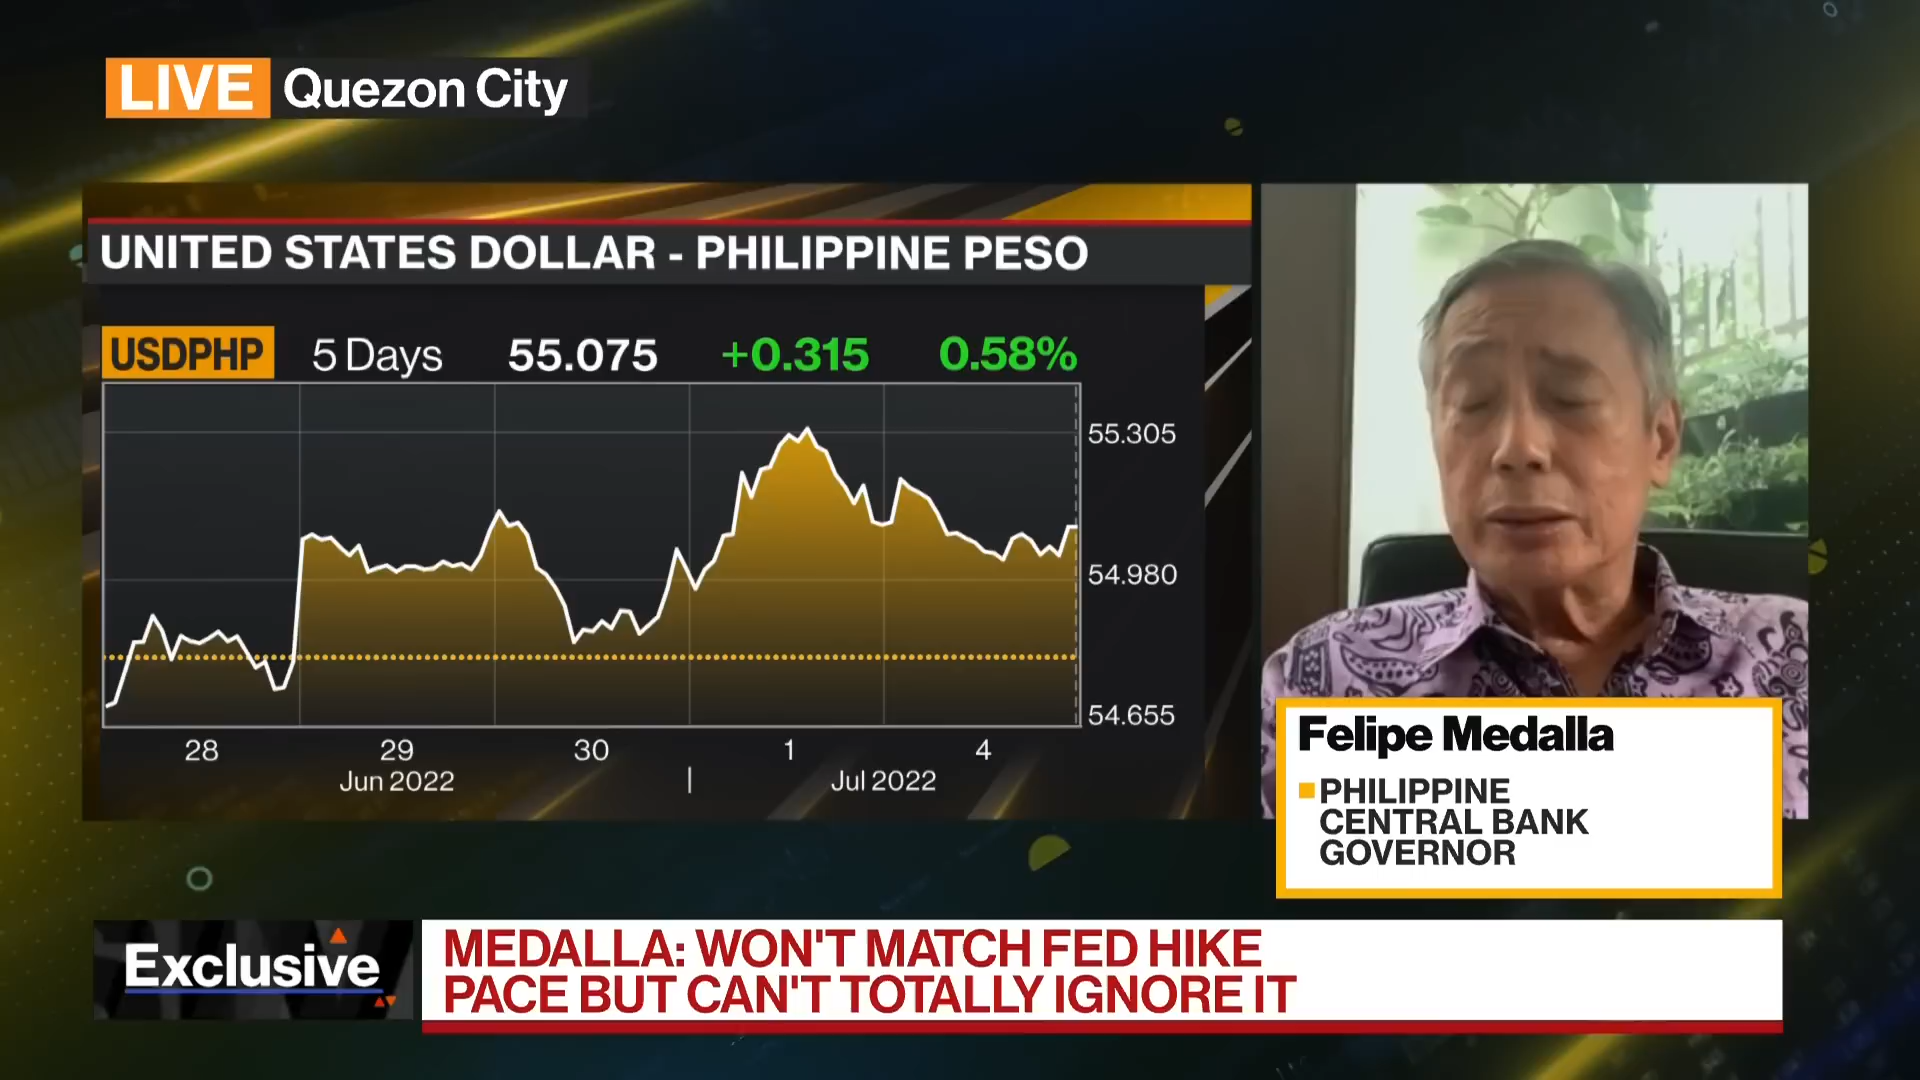 LIVE Quezon City
UNITED STATES DOLLAR - PHILIPPINE PESO
USDPHP 5 Days 55.075 +0.315 0.58%
55.305
54.980
54.655
28 29 30 1 4
Jun 2022 | Jul 2022
Felipe Medalla
PHILIPPINE
CENTRAL BANK
GOVERNOR
Exclusive
MEDALLA: WON'T MATCH FED HIKE
PACE BUT CAN'T TOTALLY IGNORE IT